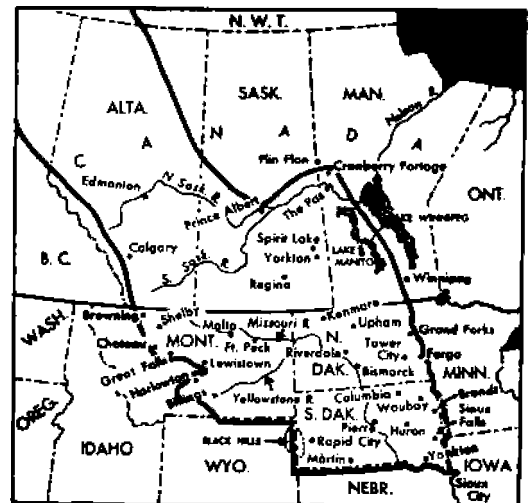 N. W. T.
ALTA.
SASK.
MAN.
C A N A D A
Nelson R.
Flin Flon
Cranberry Portage
Edmonton
N. Sask. R.
Prince Albert
The Pas
ONT.
LAKE WINNIPEG
B. C.
Calgary
S. Sask. R.
Spirit Lake
Yorkton
LAKE
MANITO
Regina
Winnipeg
WASH.
Browning
Shelby
Malta
Missouri R.
Kenmare
Upham
Grand Forks
Choteau
MONT.
Ft. Peck
N.
DAK.
Tower
City
Fargo
Great Falls
Lewistown
Riverdale
Bismarck
MINN.
Harlowton
Billings
Yellowstone R.
OREG.
IDAHO
Columbia
Waubay
Brandt
S. DAK.
Sioux
Falls
Pierre
Huron
BLACK HILLS
Rapid City
Martin
Yankton
WYO.
NEBR.
IOWA
Sioux
City